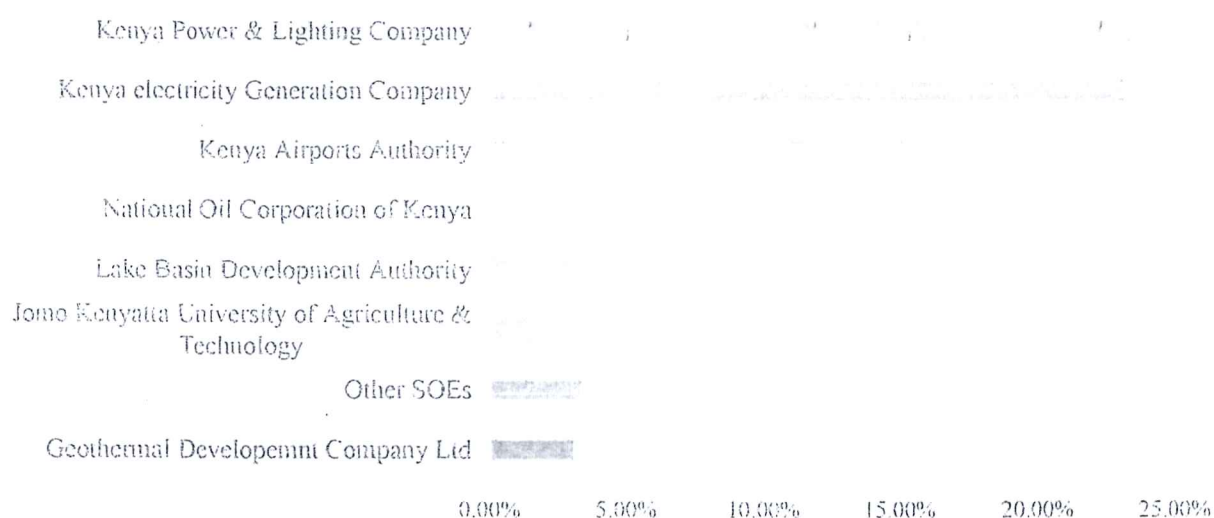 Kenya Power & Lighting Company
Kenya electricity Generation Company
Kenya Airports Authority
National Oil Corporation of Kenya
Lake Basin Development Authority
Jomo Kenyatta University of Agriculture &
Technology
Other SOEs
Geothermal Developemnt Company Ltd
0.00% 5.00% 10.00% 15.00% 20.00% 25.00%